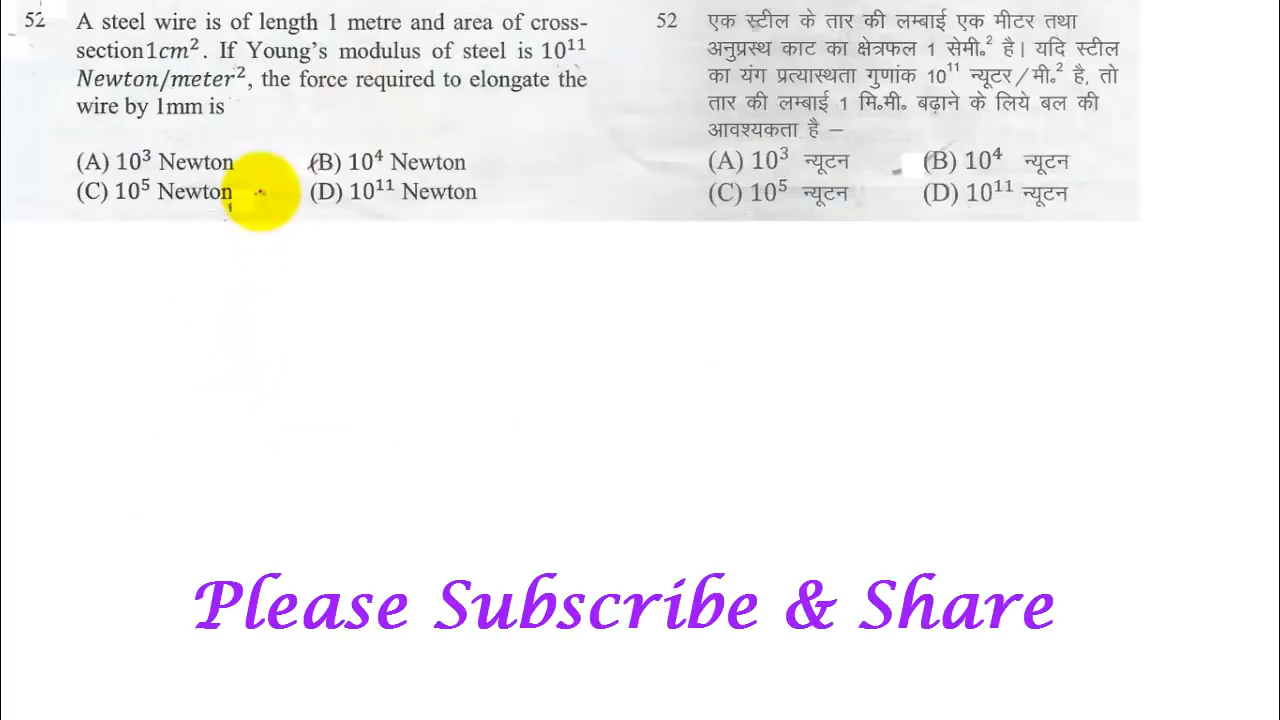 52 A steel wire is of length 1 metre and area of cross-
section1cm². If Young's modulus of steel is 10¹¹
Newton/meter², the force required to elongate the
wire by 1mm is
(A) 10³ Newton (B) 10⁴ Newton
(C) 10⁵ Newton (D) 10¹¹ Newton
52 एक स्टील के तार की लम्बाई एक मीटर तथा
अनुप्रस्थ काट का क्षेत्रफल 1 सेमी॰² है। यदि स्टील
का यंग प्रत्यास्थता गुणांक 10¹¹ न्यूटर/मी॰² है, तो
तार की लम्बाई 1 मि॰मी॰ बढ़ाने के लिये बल की
आवश्यकता है –
(A) 10³ न्यूटन (B) 10⁴ न्यूटन
(C) 10⁵ न्यूटन (D) 10¹¹ न्यूटन
Please Subscribe & Share